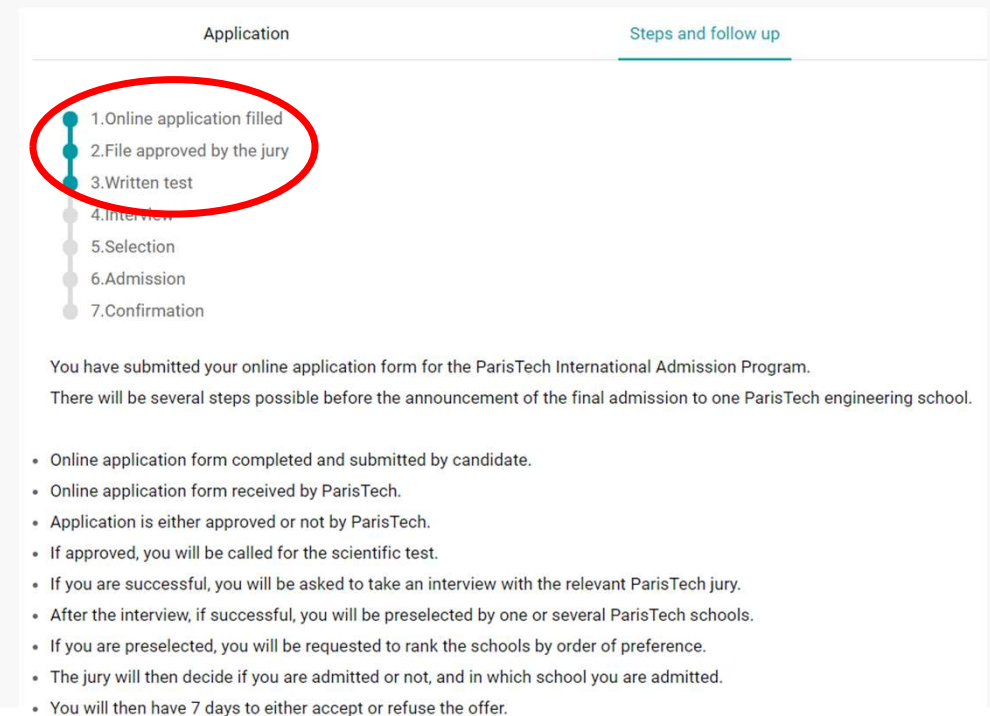 Application
Steps and follow up
1.Online application filled
2.File approved by the jury
3.Written test
4.Interview
5.Selection
6.Admission
7.Confirmation
You have submitted your online application form for the ParisTech International Admission Program.
There will be several steps possible before the announcement of the final admission to one ParisTech engineering school.
• Online application form completed and submitted by candidate.
• Online application form received by ParisTech.
• Application is either approved or not by ParisTech.
• If approved, you will be called for the scientific test.
• If you are successful, you will be asked to take an interview with the relevant ParisTech jury.
• After the interview, if successful, you will be preselected by one or several ParisTech schools.
• If you are preselected, you will be requested to rank the schools by order of preference.
• The jury will then decide if you are admitted or not, and in which school you are admitted.
• You will then have 7 days to either accept or refuse the offer.